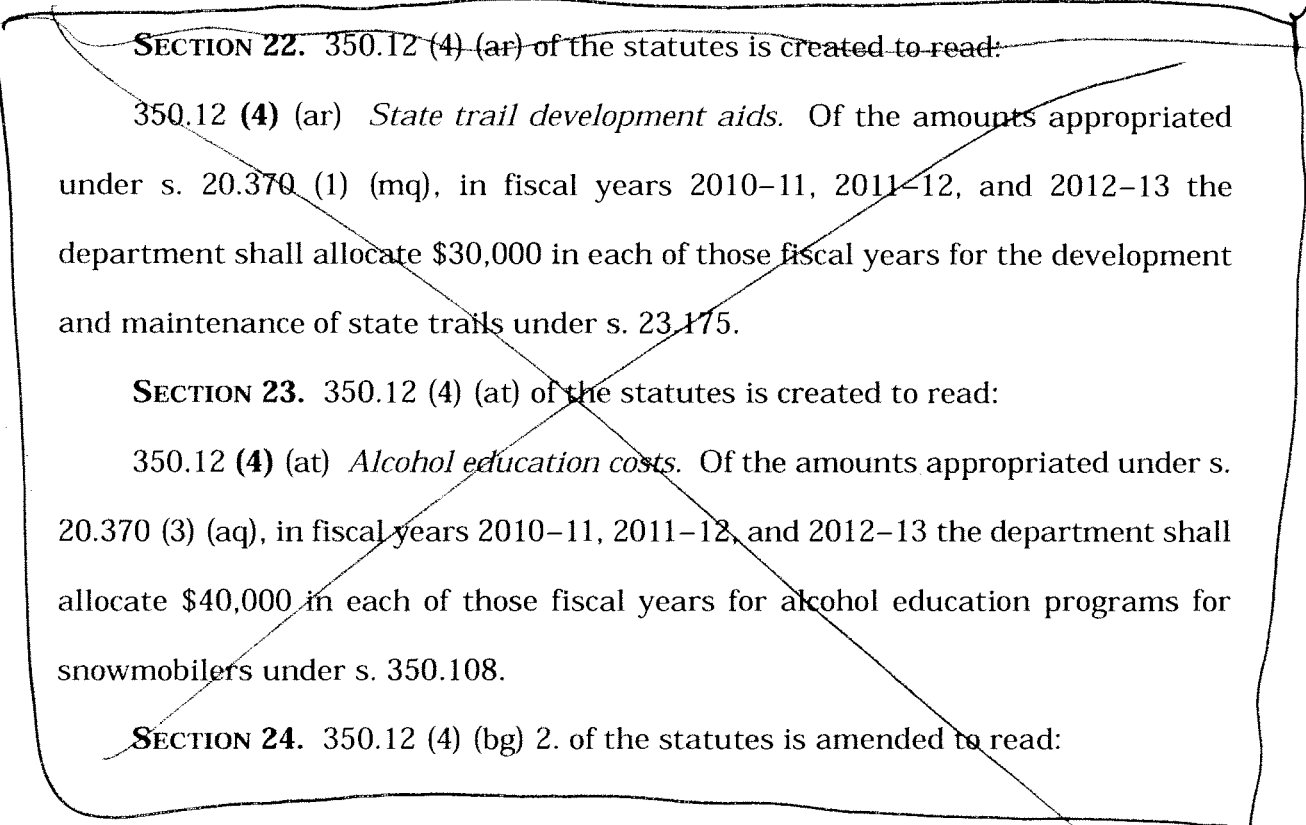 SECTION 22. 350.12 (4) (ar) of the statutes is created to read:
350.12 (4) (ar) State trail development aids. Of the amounts appropriated
under s. 20.370 (1) (mq), in fiscal years 2010–11, 2011–12, and 2012–13 the
department shall allocate $30,000 in each of those fiscal years for the development
and maintenance of state trails under s. 23.175.
SECTION 23. 350.12 (4) (at) of the statutes is created to read:
350.12 (4) (at) Alcohol education costs. Of the amounts appropriated under s.
20.370 (3) (aq), in fiscal years 2010–11, 2011–12, and 2012–13 the department shall
allocate $40,000 in each of those fiscal years for alcohol education programs for
snowmobilers under s. 350.108.
SECTION 24. 350.12 (4) (bg) 2. of the statutes is amended to read: